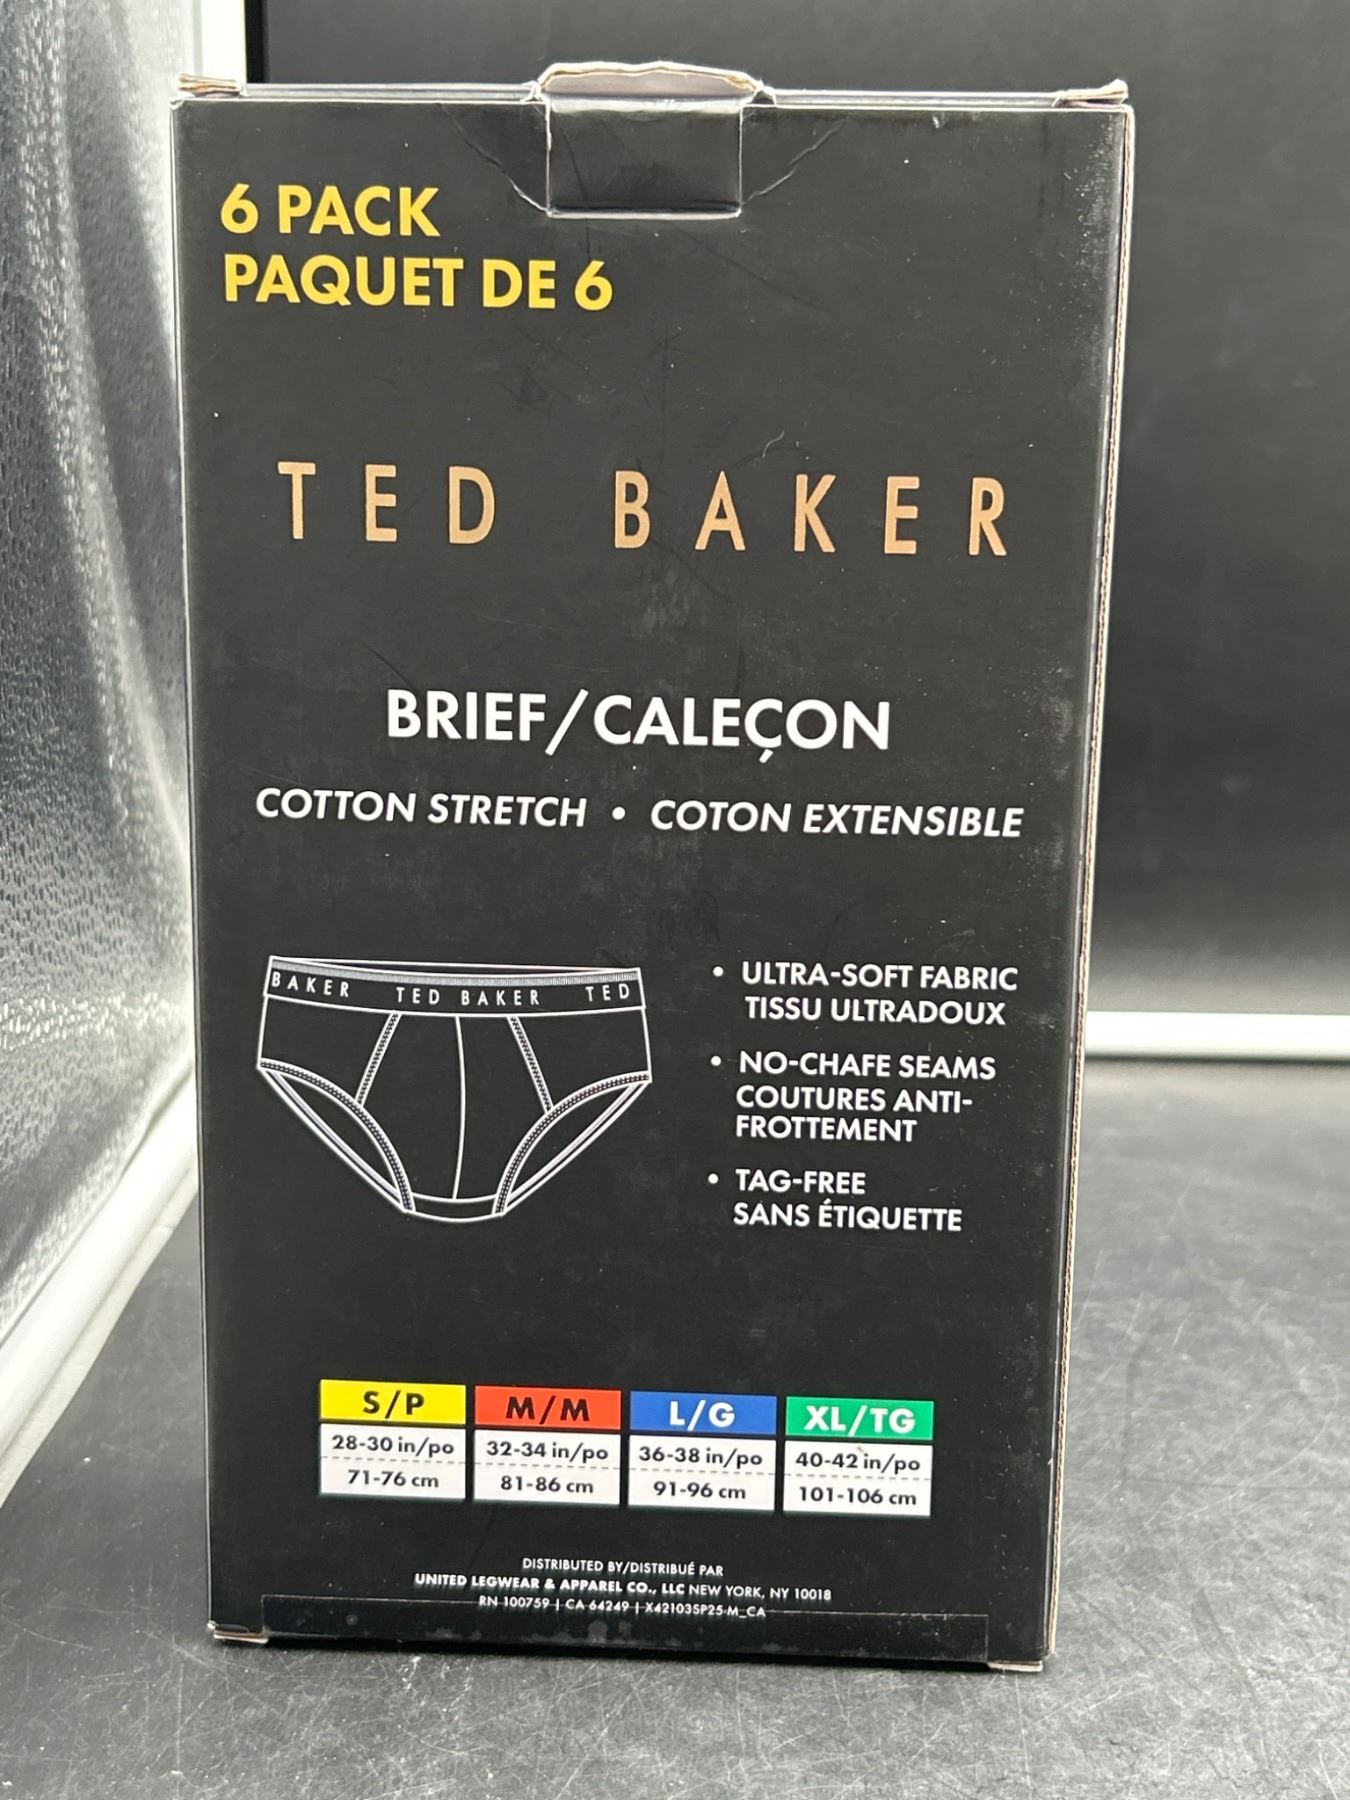 6 PACK
PAQUET DE 6
TED BAKER
BRIEF/CALEÇON
COTTON STRETCH • COTON EXTENSIBLE
BAKER TED BAKER TED
• ULTRA-SOFT FABRIC
TISSU ULTRADOUX
• NO-CHAFE SEAMS
COUTURES ANTI-
FROTTEMENT
• TAG-FREE
SANS ÉTIQUETTE
S/P M/M L/G XL/TG
28-30 in/po 32-34 in/po 36-38 in/po 40-42 in/po
71-76 cm 81-86 cm 91-96 cm 101-106 cm
DISTRIBUTED BY/DISTRIBUÉ PAR
UNITED LEGWEAR & APPAREL CO., LLC NEW YORK, NY 10018
RN 100759 | CA 64249 | X42103SP25-M_CA